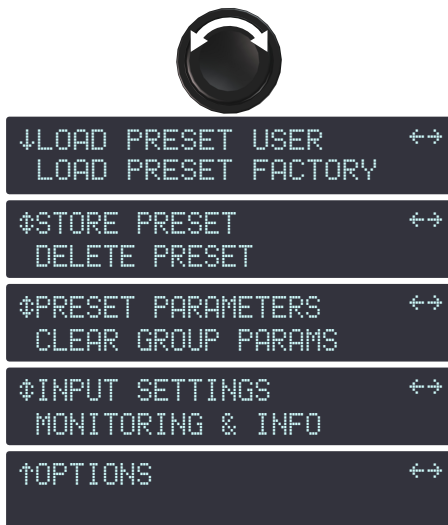 ↓LOAD PRESET USER ←→
LOAD PRESET FACTORY
↕STORE PRESET ←→
DELETE PRESET
↕PRESET PARAMETERS ←→
CLEAR GROUP PARAMS
↕INPUT SETTINGS ←→
MONITORING & INFO
↑OPTIONS ←→